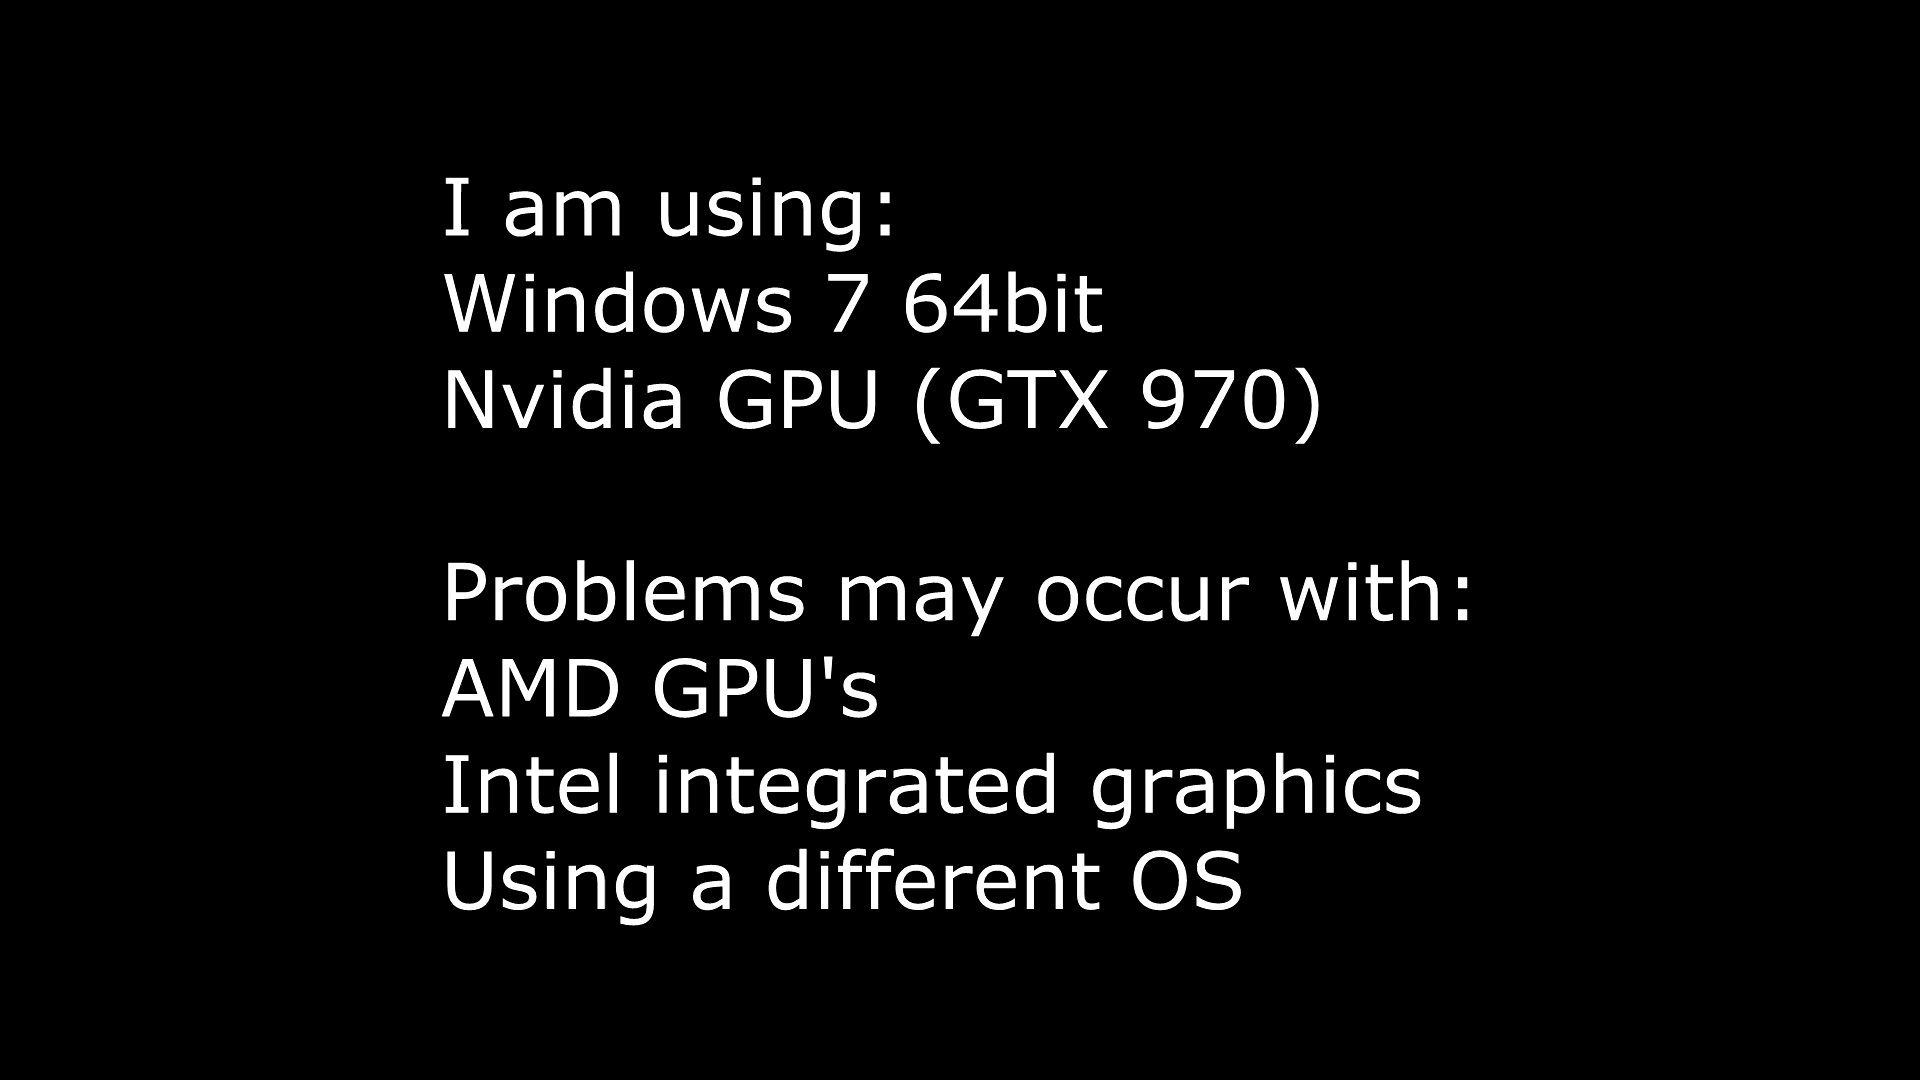 I am using:
Windows 7 64bit
Nvidia GPU (GTX 970)
Problems may occur with:
AMD GPU's
Intel integrated graphics
Using a different OS